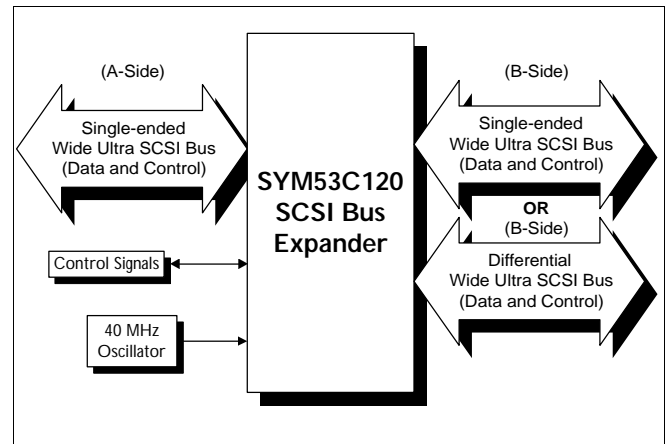 (A-Side)
Single-ended
Wide Ultra SCSI Bus
(Data and Control)
Control Signals
40 MHz
Oscillator
SYM53C120
SCSI Bus
Expander
(B-Side)
Single-ended
Wide Ultra SCSI Bus
(Data and Control)
OR
(B-Side)
Differential
Wide Ultra SCSI Bus
(Data and Control)